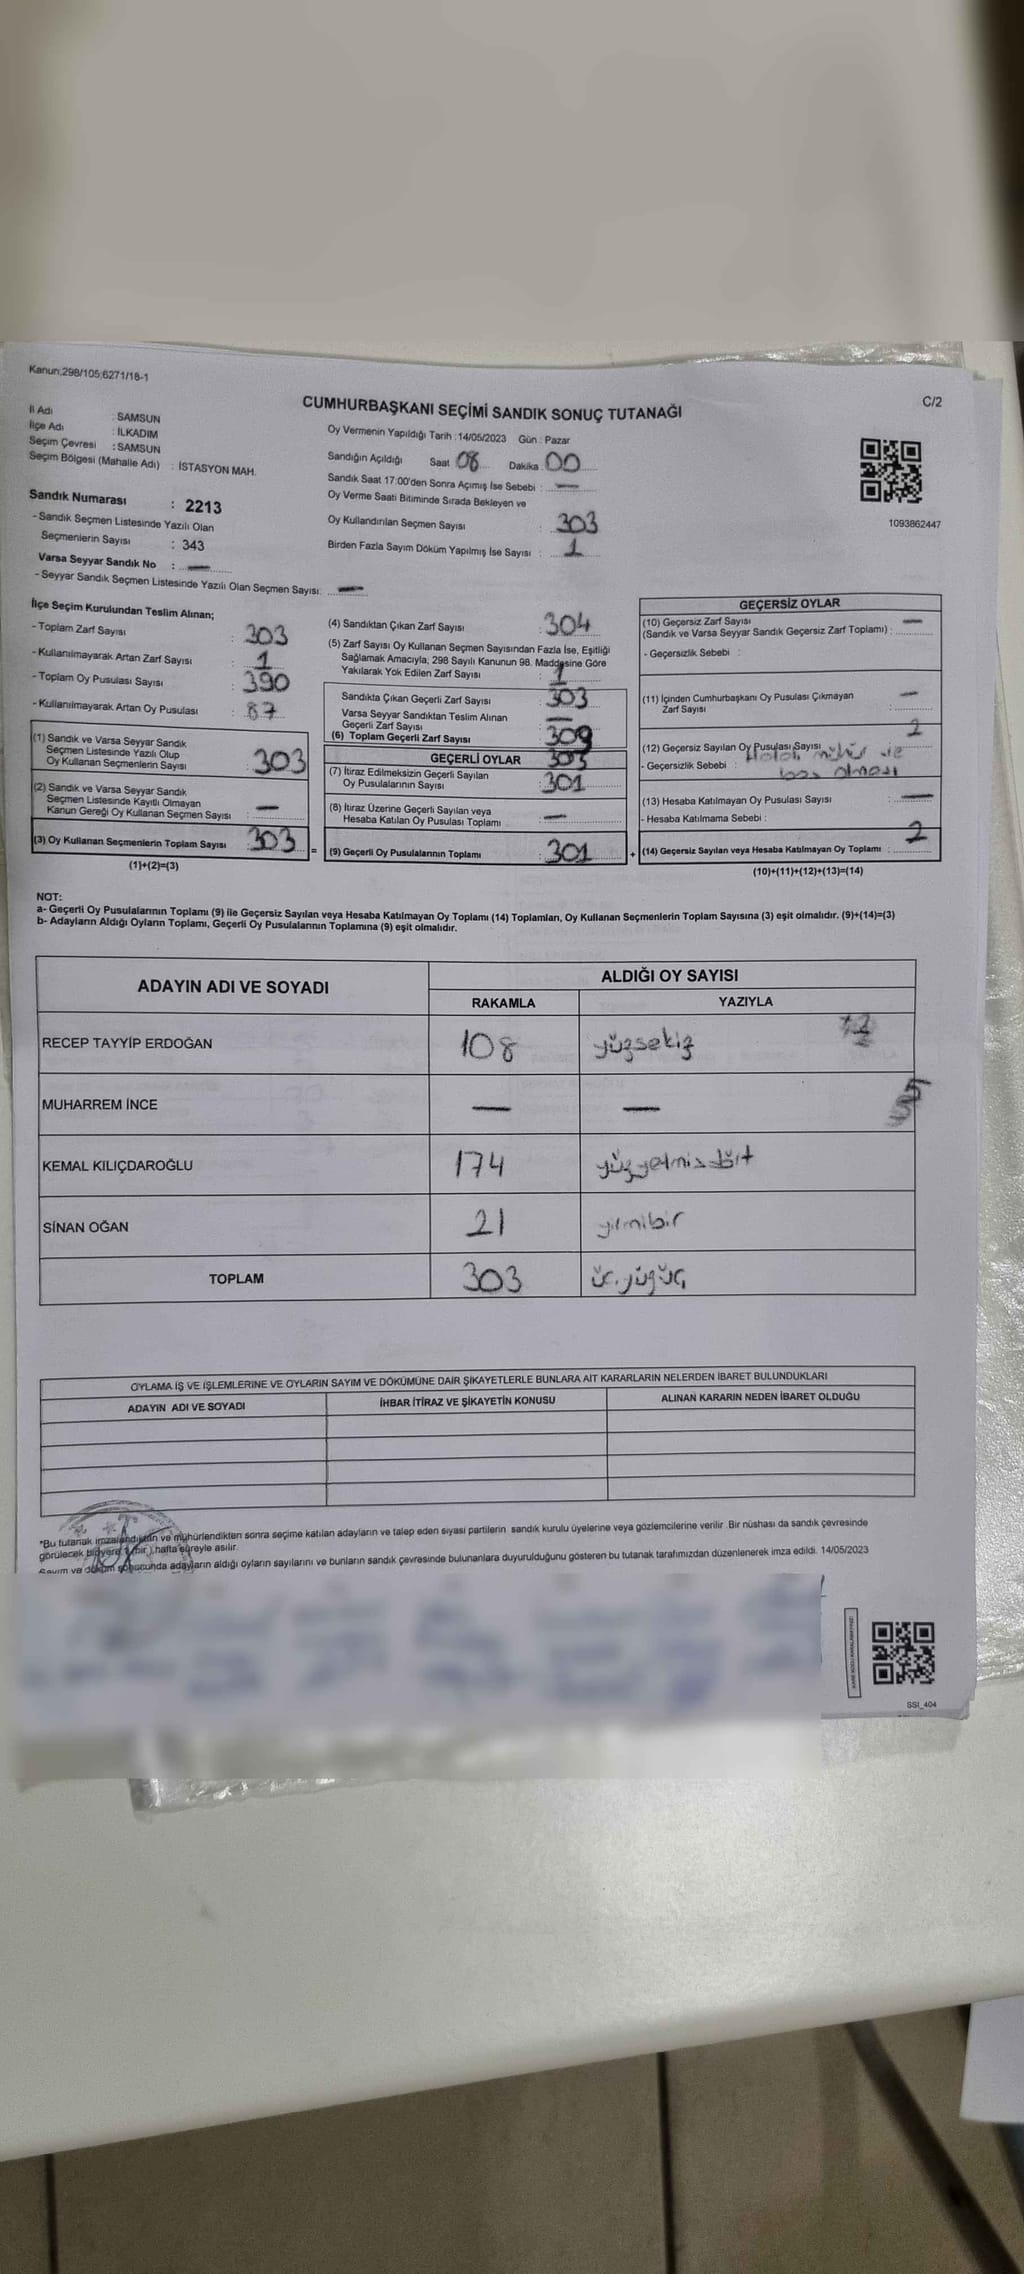 Kanun;298/105;6271/18-1
C/2
CUMHURBAŞKANI SEÇİMİ SANDIK SONUÇ TUTANAĞI
İl Adı : SAMSUN
İlçe Adı : İLKADIM
Seçim Çevresi : SAMSUN
Seçim Bölgesi (Mahalle Adı) : İSTASYON MAH.
Sandık Numarası : 2213
- Sandık Seçmen Listesinde Yazılı Olan
Seçmenlerin Sayısı : 343
Varsa Seyyar Sandık No : —
- Seyyar Sandık Seçmen Listesinde Yazılı Olan Seçmen Sayısı: —
Oy Vermenin Yapıldığı Tarih : 14/05/2023 Gün : Pazar
Sandığın Açıldığı Saat 08 Dakika : 00
Sandık Saat 17:00'den Sonra Açımış İse Sebebi : —
Oy Verme Saati Bitiminde Sırada Bekleyen ve
Oy Kullandırılan Seçmen Sayısı : 303
Birden Fazla Sayım Döküm Yapılmış İse Sayısı : 1
1093862447
İlçe Seçim Kurulundan Teslim Alınan;
- Toplam Zarf Sayısı : 303
- Kullanılmayarak Artan Zarf Sayısı : 1
- Toplam Oy Pusulası Sayısı : 390
- Kullanılmayarak Artan Oy Pusulası : 87
(1) Sandık ve Varsa Seyyar Sandık
Seçmen Listesinde Yazılı Olup
Oy Kullanan Seçmenlerin Sayısı : 303
(2) Sandık ve Varsa Seyyar Sandık
Seçmen Listesinde Kayıtlı Olmayan
Kanun Gereği Oy Kullanan Seçmen Sayısı : —
(3) Oy Kullanan Seçmenlerin Toplam Sayısı : 303
(1)+(2)=(3)
(4) Sandıktan Çıkan Zarf Sayısı : 304
(5) Zarf Sayısı Oy Kullanan Seçmen Sayısından Fazla İse, Eşitliği
Sağlamak Amacıyla, 298 Sayılı Kanunun 98. Maddesine Göre
Yakılarak Yok Edilen Zarf Sayısı : 1
Sandıkta Çıkan Geçerli Zarf Sayısı : 303
Varsa Seyyar Sandıktan Teslim Alınan
Geçerli Zarf Sayısı : —
(6) Toplam Geçerli Zarf Sayısı : 309
GEÇERLİ OYLAR 303
(7) İtiraz Edilmeksizin Geçerli Sayılan
Oy Pusulalarının Sayısı : 301
(8) İtiraz Üzerine Geçerli Sayılan veya
Hesaba Katılan Oy Pusulası Toplamı : —
= (9) Geçerli Oy Pusulalarının Toplamı : 301
GEÇERSİZ OYLAR
(10) Geçersiz Zarf Sayısı
(Sandık ve Varsa Seyyar Sandık Geçersiz Zarf Toplamı) : —
- Geçersizlik Sebebi :
(11) İçinden Cumhurbaşkanı Oy Pusulası Çıkmayan
Zarf Sayısı : —
(12) Geçersiz Sayılan Oy Pusulası Sayısı 2
- Geçersizlik Sebebi : Hatalı mühür ve
boş olması
(13) Hesaba Katılmayan Oy Pusulası Sayısı : —
- Hesaba Katılmama Sebebi :
+ (14) Geçersiz Sayılan veya Hesaba Katılmayan Oy Toplamı : 2
(10)+(11)+(12)+(13)=(14)
NOT:
a- Geçerli Oy Pusulalarının Toplamı (9) ile Geçersiz Sayılan veya Hesaba Katılmayan Oy Toplamı (14) Toplamları, Oy Kullanan Seçmenlerin Toplam Sayısına (3) eşit olmalıdır. (9)+(14)=(3)
b- Adayların Aldığı Oyların Toplamı, Geçerli Oy Pusulalarının Toplamına (9) eşit olmalıdır.
ADAYIN ADI VE SOYADI ALDIĞI OY SAYISI
RAKAMLA YAZIYLA
RECEP TAYYİP ERDOĞAN 108 yüzsekiz
MUHARREM İNCE — —
KEMAL KILIÇDAROĞLU 174 yüzyetmişdört
SİNAN OĞAN 21 yirmibir
TOPLAM 303 üçyüzüç
OYLAMA İŞ VE İŞLEMLERİNE VE OYLARIN SAYIM VE DÖKÜMÜNE DAİR ŞİKAYETLERLE BUNLARA AİT KARARLARIN NELERDEN İBARET BULUNDUKLARI
ADAYIN ADI VE SOYADI İHBAR İTİRAZ VE ŞİKAYETİN KONUSU ALINAN KARARIN NEDEN İBARET OLDUĞU
*Bu tutanak imzalandıktan ve mühürlendikten sonra seçime katılan adayların ve talep eden siyasi partilerin sandık kurulu üyelerine veya gözlemcilerine verilir. Bir nüshası da sandık çevresinde
görülecek bir yere 1 (bir) hafta süreyle asılır.
Sayım ve döküm sonucunda adayların aldığı oyların sayılarını ve bunların sandık çevresinde bulunanlara duyurulduğunu gösteren bu tutanak tarafımızdan düzenlenerek imza edildi. 14/05/2023
SSI_404